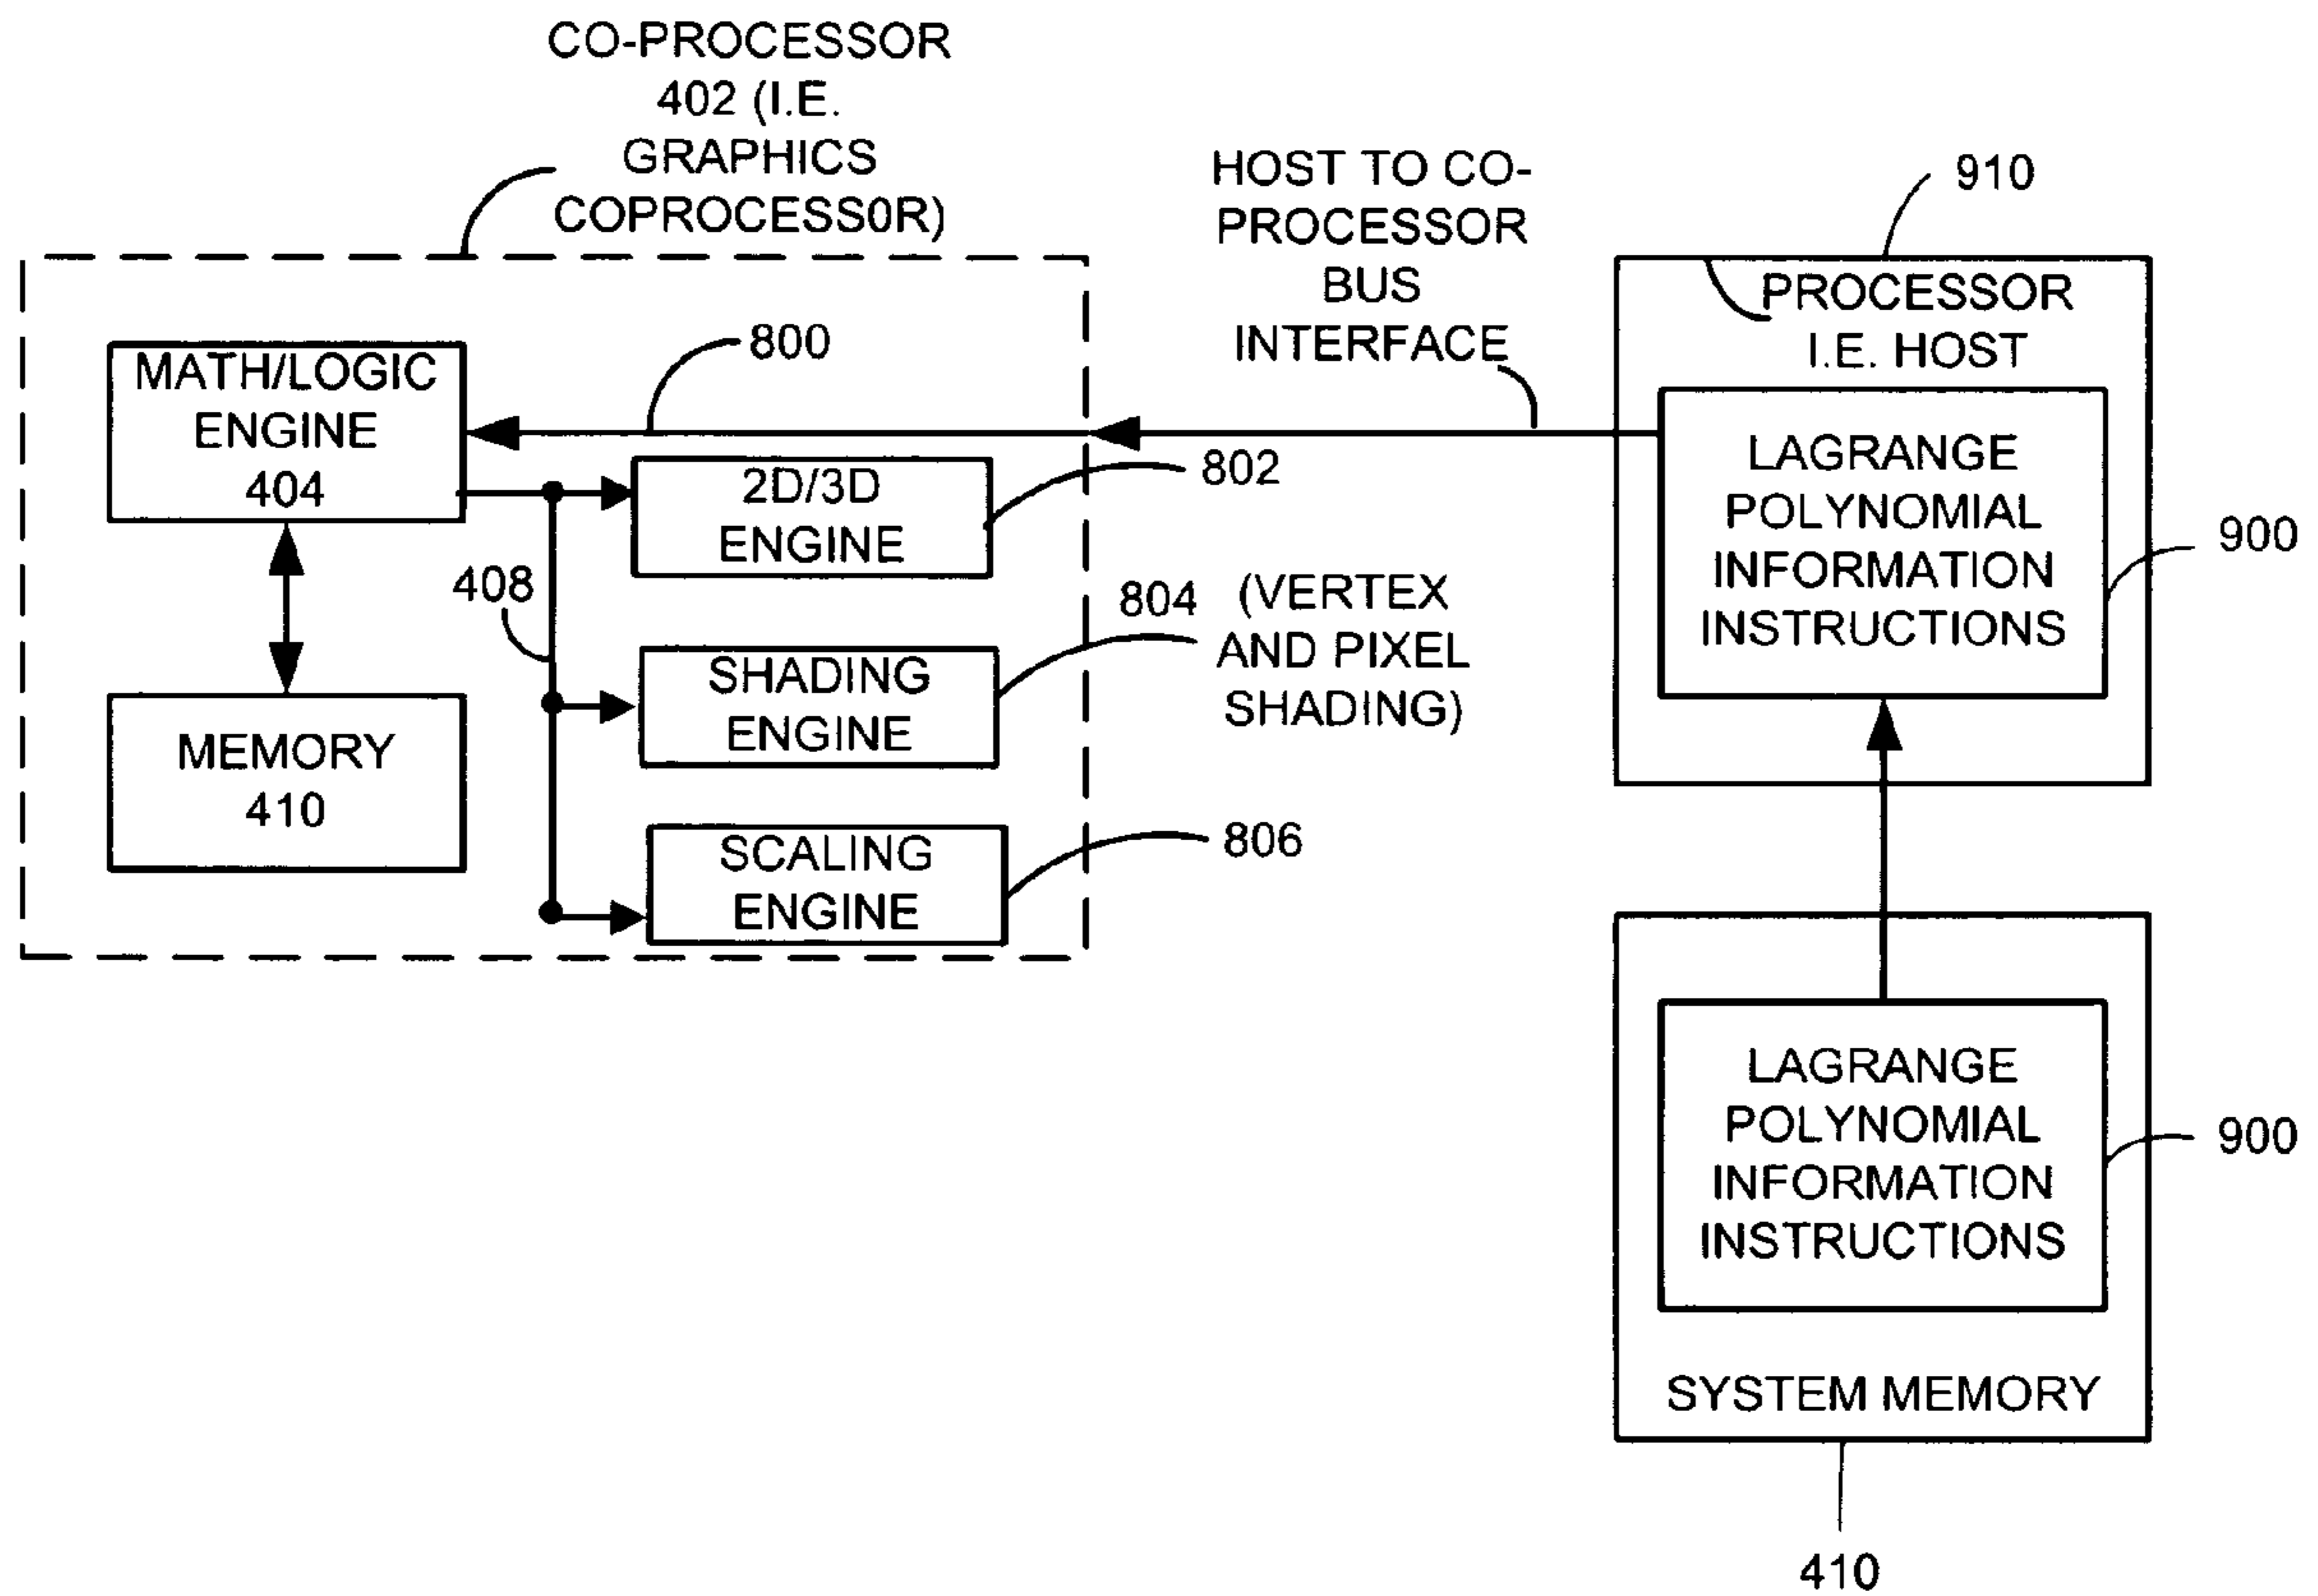 CO-PROCESSOR
402 (I.E.
GRAPHICS
COPROCESS0R)
HOST TO CO-
PROCESSOR
BUS
INTERFACE
910
PROCESSOR
I.E. HOST
LAGRANGE
POLYNOMIAL
INFORMATION
INSTRUCTIONS
900
800
MATH/LOGIC
ENGINE
404
2D/3D
ENGINE
802
408
804 (VERTEX
AND PIXEL
SHADING)
SHADING
ENGINE
MEMORY
410
SCALING
ENGINE
806
LAGRANGE
POLYNOMIAL
INFORMATION
INSTRUCTIONS
900
SYSTEM MEMORY
410